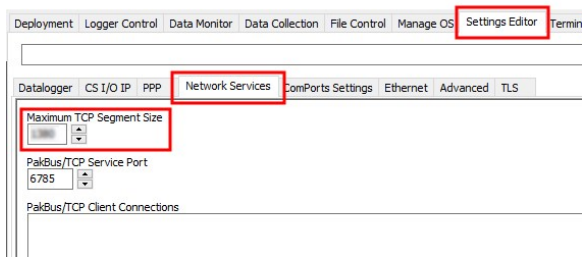 Deployment Logger Control Data Monitor Data Collection File Control Manage OS Settings Editor
Datalogger CS I/O IP PPP Network Services ComPorts Settings Ethernet Advanced TLS
Maximum TCP Segment Size
PakBus/TCP Service Port
6785
PakBus/TCP Client Connections